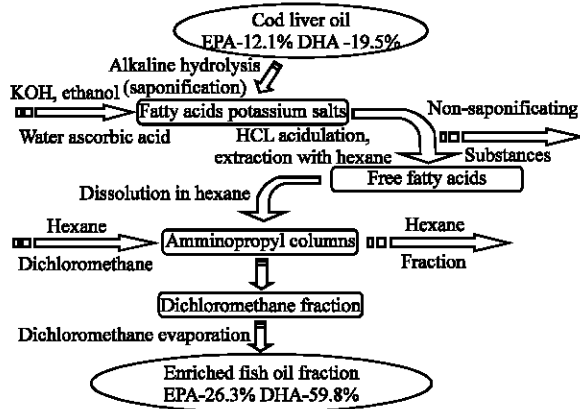 Cod liver oil
EPA-12.1% DHA -19.5%
Alkaline hydrolysis
(saponification)
KOH, ethanol
Water ascorbic acid
Fatty acids potassium salts
HCL acidulation,
extraction with hexane
Non-saponificating
Substances
Free fatty acids
Dissolution in hexane
Hexane
Dichloromethane
Amminopropyl columns
Hexane
Fraction
Dichloromethane fraction
Dichloromethane evaporation
Enriched fish oil fraction
EPA-26.3% DHA-59.8%